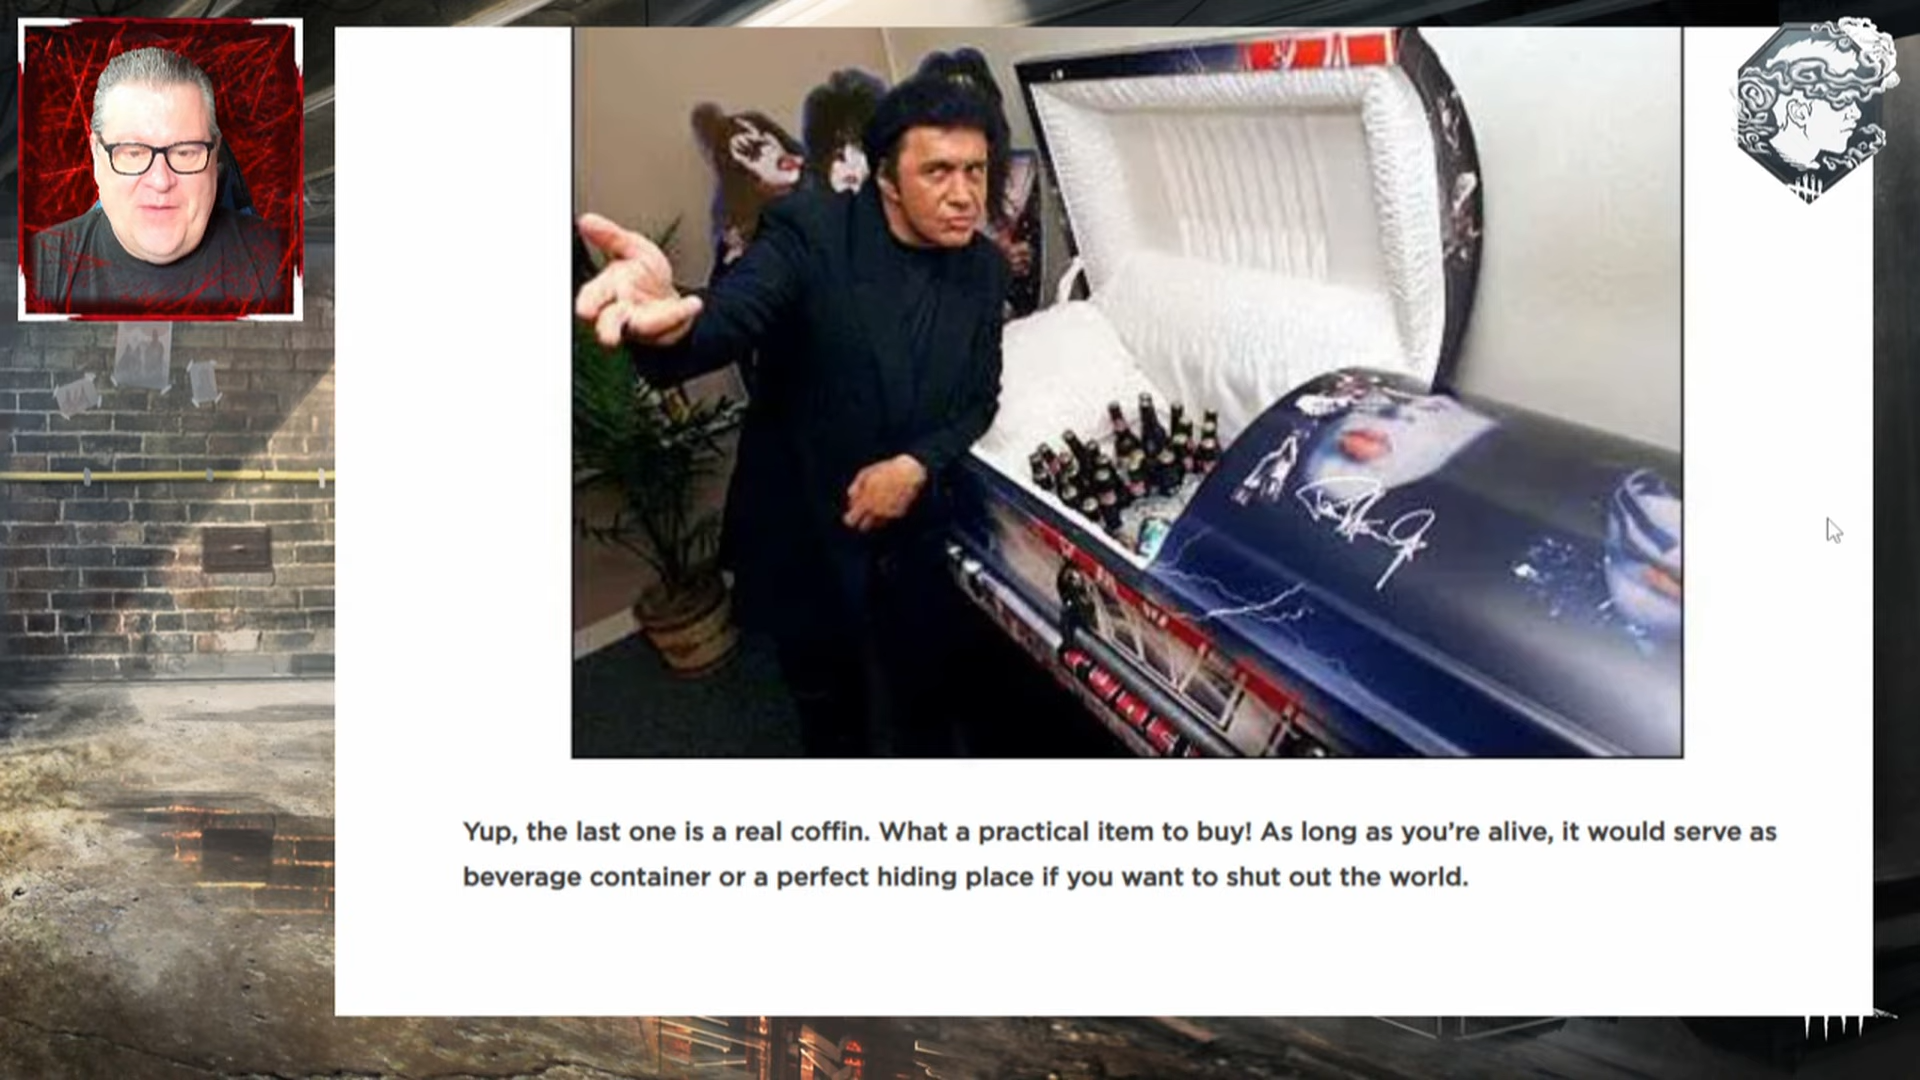 Yup, the last one is a real coffin. What a practical item to buy! As long as you’re alive, it would serve as
beverage container or a perfect hiding place if you want to shut out the world.